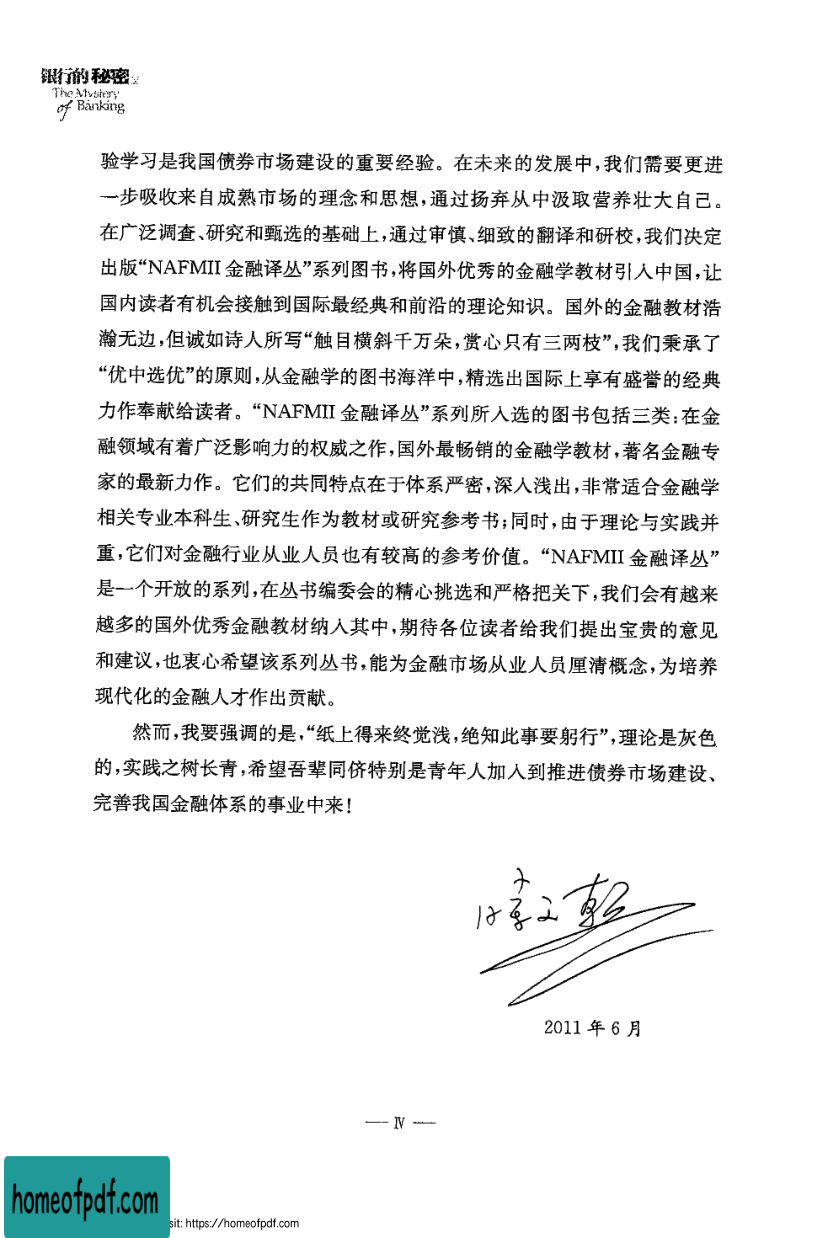 银行的秘密
The Mystery
of Banking
验学习是我国债券市场建设的重要经验。在未来的发展中,我们需要更进
一步吸收来自成熟市场的理念和思想,通过扬弃从中汲取营养壮大自己。
在广泛调查、研究和甄选的基础上,通过审慎、细致的翻译和研校,我们决定
出版“NAFMII金融译丛”系列图书,将国外优秀的金融学教材引入中国,让
国内读者有机会接触到国际最经典和前沿的理论知识。国外的金融教材浩
瀚无边,但诚如诗人所写“触目横斜千万朵,赏心只有三两枝”,我们秉承了
“优中选优”的原则,从金融学的图书海洋中,精选出国际上享有盛誉的经典
力作奉献给读者。“NAFMII金融译丛”系列所入选的图书包括三类:在金
融领域有着广泛影响力的权威之作,国外最畅销的金融学教材,著名金融专
家的最新力作。它们的共同特点在于体系严密,深入浅出,非常适合金融学
相关专业本科生、研究生作为教材或研究参考书;同时,由于理论与实践并
重,它们对金融行业从业人员也有较高的参考价值。“NAFMII金融译丛”
是一个开放的系列,在丛书编委会的精心挑选和严格把关下,我们会有越来
越多的国外优秀金融教材纳入其中,期待各位读者给我们提出宝贵的意见
和建议,也衷心希望该系列丛书,能为金融市场从业人员厘清概念,为培养
现代化的金融人才作出贡献。
然而,我要强调的是,“纸上得来终觉浅,绝知此事要躬行”,理论是灰色
的,实践之树长青,希望吾辈同侪特别是青年人加入到推进债券市场建设、
完善我国金融体系的事业中来!
2011年6月
— Ⅳ —
homeofpdf.com
sit: https://homeofpdf.com